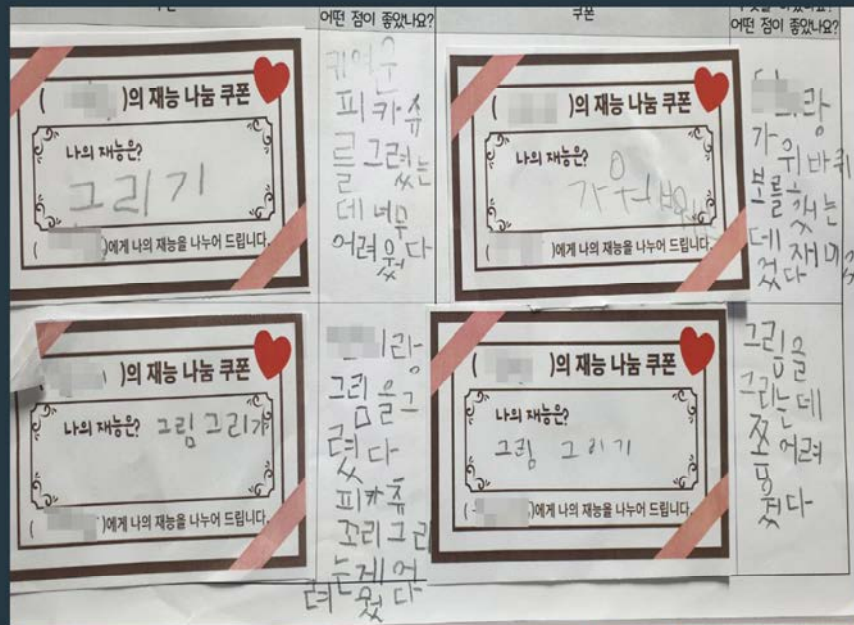 쿠폰
어떤 점이 좋았나요?
쿠폰
어떤 점이 좋았나요?
( )의 재능 나눔 쿠폰
나의 재능은?
그리기
( )에게 나의 재능을 나누어 드립니다.
귀여운
피카츄
를 그렸는
데 너무
어려웠다
( )의 재능 나눔 쿠폰
나의 재능은?
가위바위
( )에게 나의 재능을 나누어 드립니다.
랑
가위바퀴
보를 했는
데 재미
있
졌다
( )의 재능 나눔 쿠폰
나의 재능은? 그림그리기
( )에게 나의 재능을 나누어 드립니다.
이랑
그림을그
렸다
피카츄
꼬리그리
는게어
려웠다
( )의 재능 나눔 쿠폰
나의 재능은?
그림 그리기
( )에게 나의 재능을 나누어 드립니다.
그림을
그리는데
쪼 어려
웠다